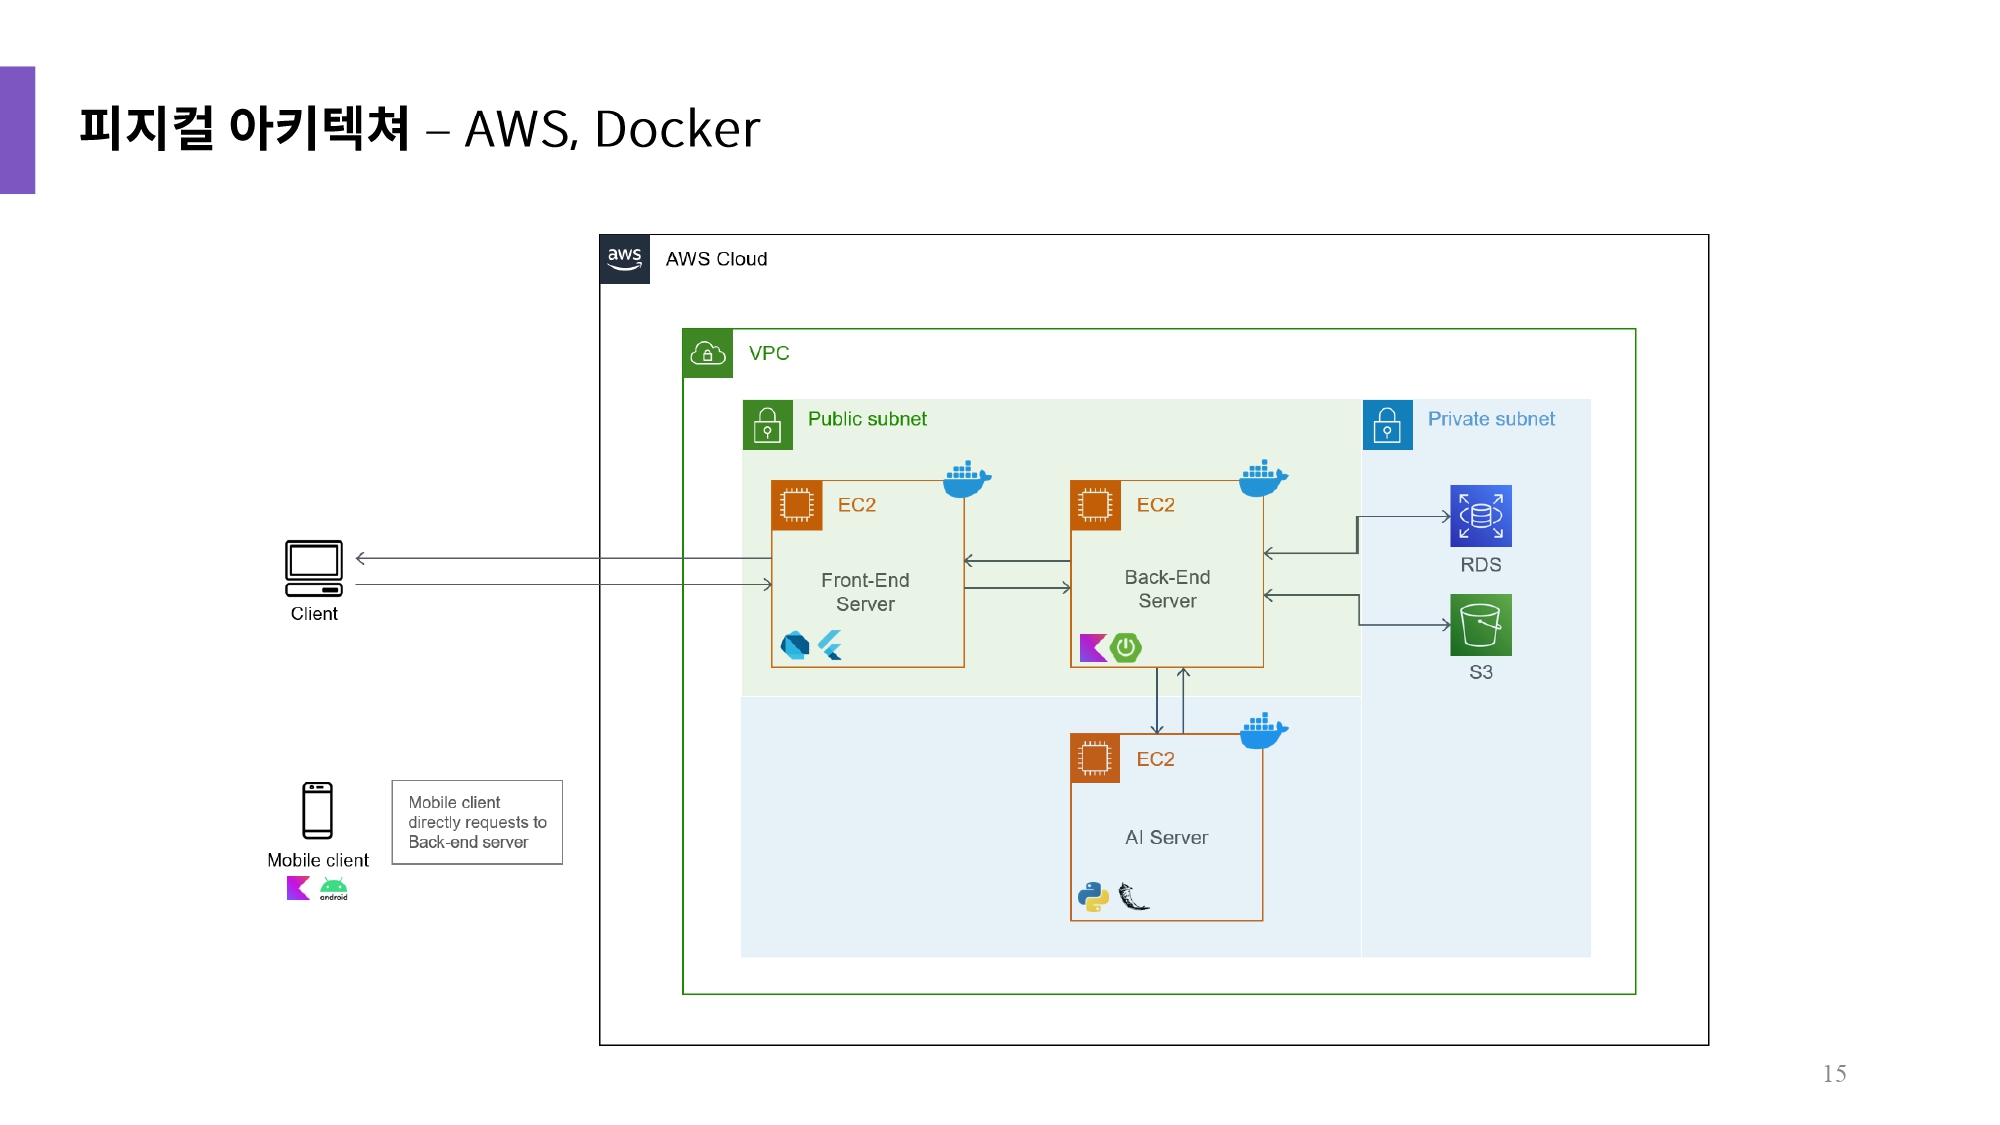 피지컬 아키텍쳐 – AWS, Docker
aws
AWS Cloud
VPC
Public subnet
Private subnet
EC2
EC2
Front-End
Server
Back-End
Server
RDS
S3
Client
EC2
AI Server
Mobile client
directly requests to
Back-end server
Mobile client
android
15